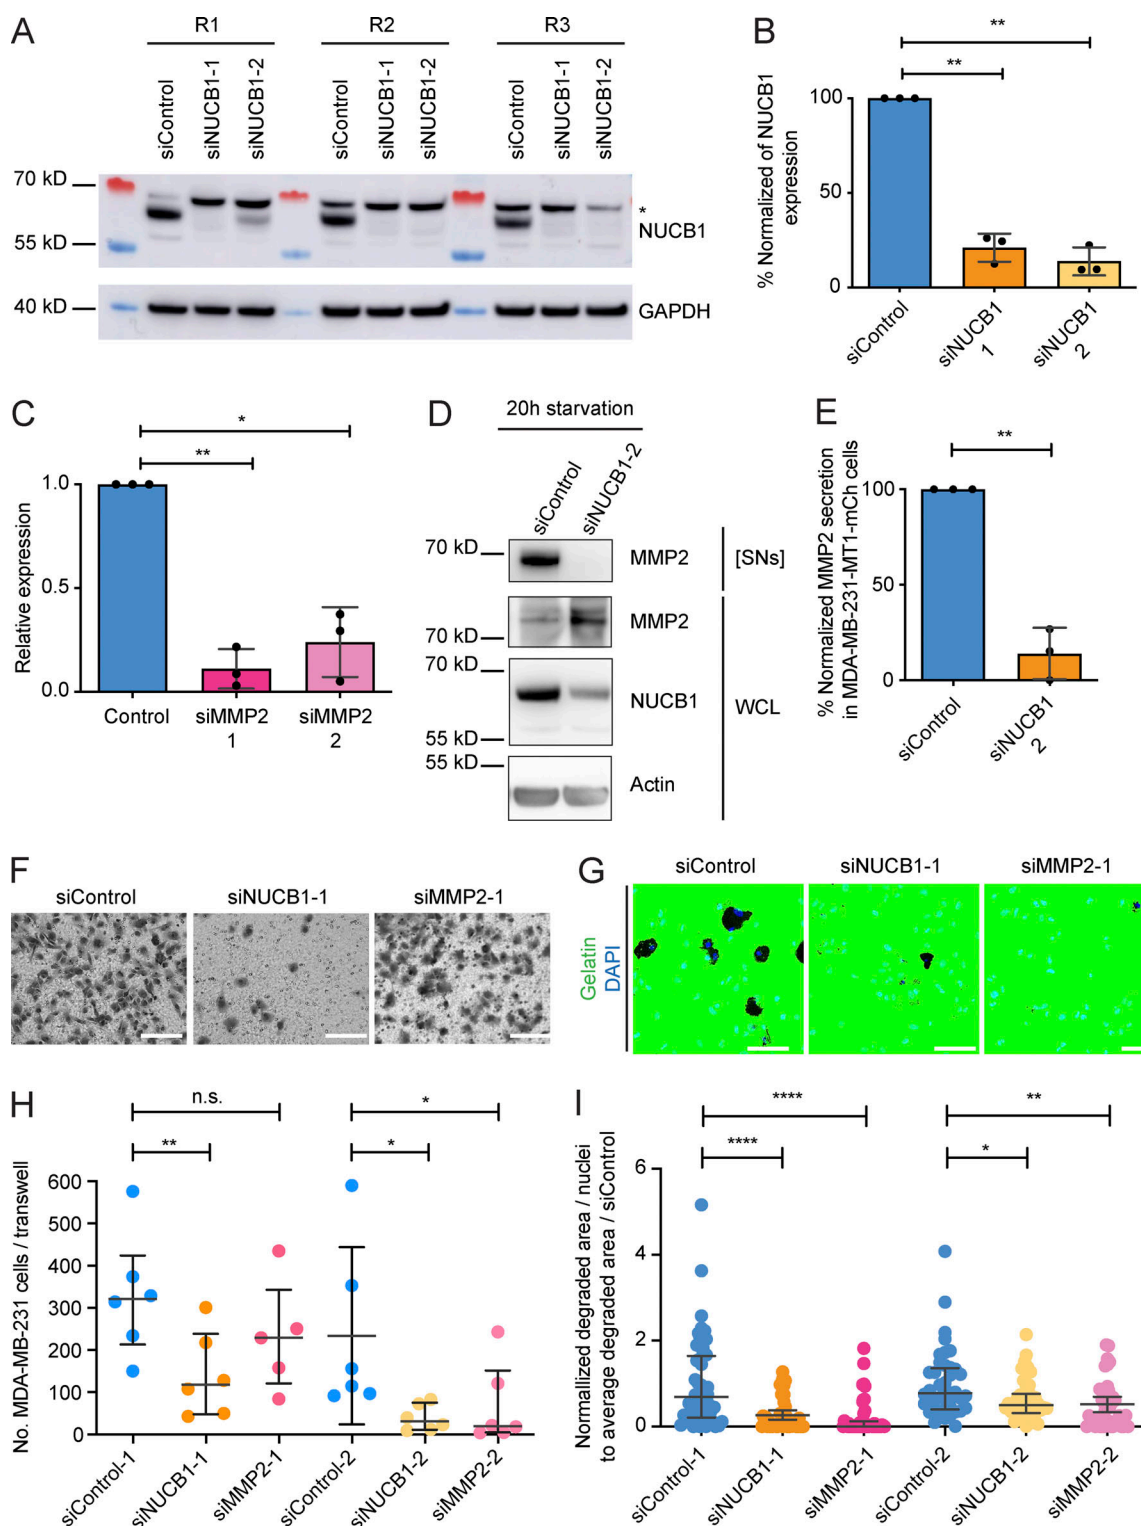 A
R1
R2
R3
siControl
siNUCB1-1
siNUCB1-2
siControl
siNUCB1-1
siNUCB1-2
siControl
siNUCB1-1
siNUCB1-2
70 kD
*
NUCB1
55 kD
40 kD
GAPDH
B
**
**
% Normalized of NUCB1
expression
100
50
0
siControl
siNUCB1
1
siNUCB1
2
C
*
**
Relative expression
1.0
0.5
0.0
Control
siMMP2
1
siMMP2
2
D
20h starvation
siControl
siNUCB1-2
70 kD
MMP2
[SNs]
MMP2
70 kD
70 kD
NUCB1
WCL
55 kD
55 kD
Actin
E
**
% Normalized MMP2 secretion
in MDA-MB-231-MT1-mCh cells
100
50
0
siControl
siNUCB1
2
F
siControl
siNUCB1-1
siMMP2-1
G
siControl
siNUCB1-1
siMMP2-1
Gelatin
DAPI
H
n.s.
*
**
*
No. MDA-MB-231 cells / transwell
600
500
400
300
200
100
0
siControl-1
siNUCB1-1
siMMP2-1
siControl-2
siNUCB1-2
siMMP2-2
I
****
**
****
*
Normallized degraded area / nuclei
to average degraded area / siControl
6
4
2
0
siControl-1
siNUCB1-1
siMMP2-1
siControl-2
siNUCB1-2
siMMP2-2